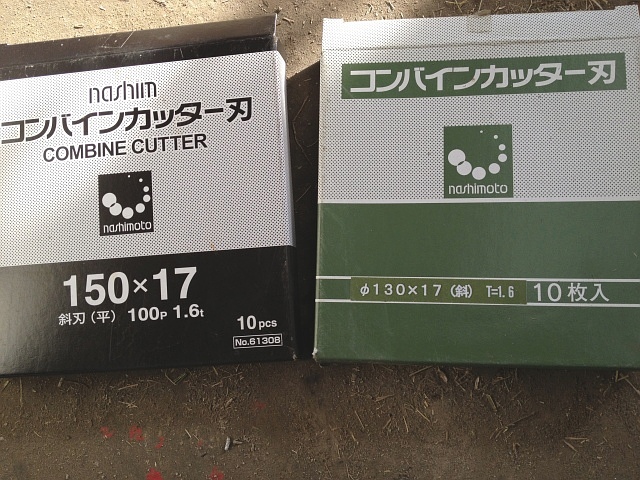 nashim
コンバインカッター刃
COMBINE CUTTER
nashimoto
150×17
斜刃(平) 100P 1.6t
10pcs
No.61308
コンバインカッター刃
nashimoto
φ130×17(斜) T=1.6 10枚入